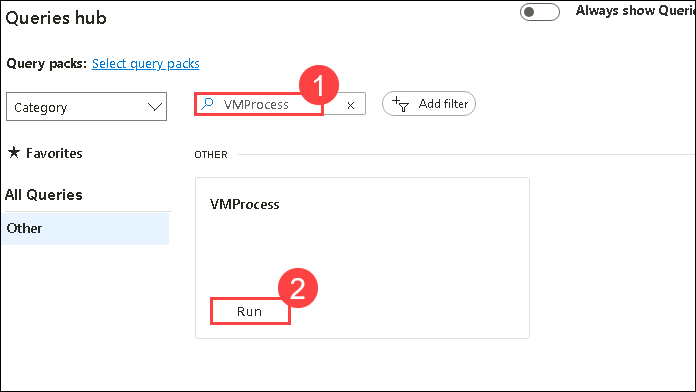 Queries hub
Always show Querie
Query packs: Select query packs
1
Category
VMProcess
×
Add filter
★ Favorites
OTHER
All Queries
Other
VMProcess
2
Run